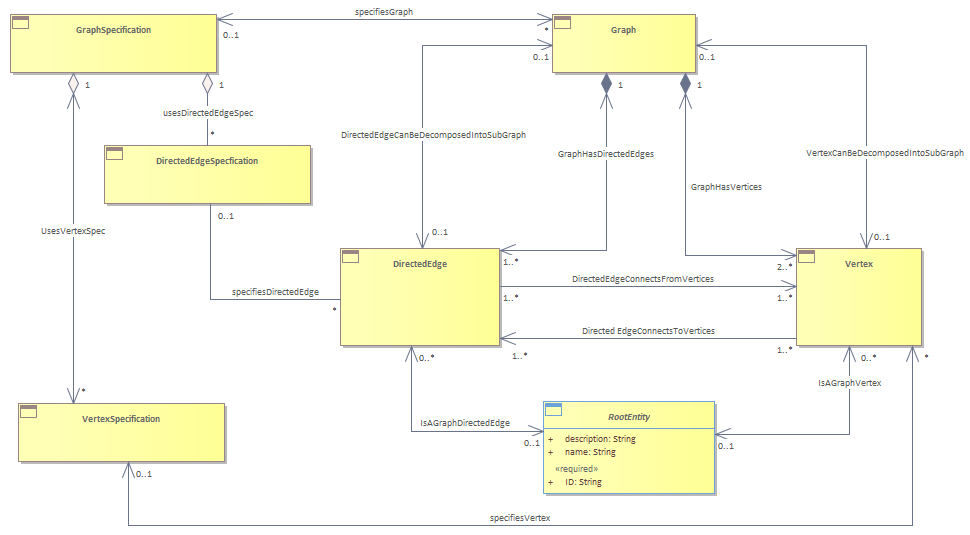 specifiesGraph
GraphSpecification
Graph
0..1
*
0..1
0..1
1
1
1
1
usesDirectedEdgeSpec
*
DirectedEdgeCanBeDecomposedIntoSubGraph
GraphHasDirectedEdges
VertexCanBeDecomposedIntoSubGraph
DirectedEdgeSpecfication
GraphHasVertices
0..1
UsesVertexSpec
0..1
0..1
DirectedEdge
1..*
2..*
Vertex
DirectedEdgeConnectsFromVertices
specifiesDirectedEdge
1..*
1..*
*
Directed EdgeConnectsToVertices
1..*
1..*
0..*
0..*
*
IsAGraphVertex
*
VertexSpecification
RootEntity
IsAGraphDirectedEdge
0..1
0..1
+ description: String
+ name: String
«required»
+ ID: String
0..1
specifiesVertex